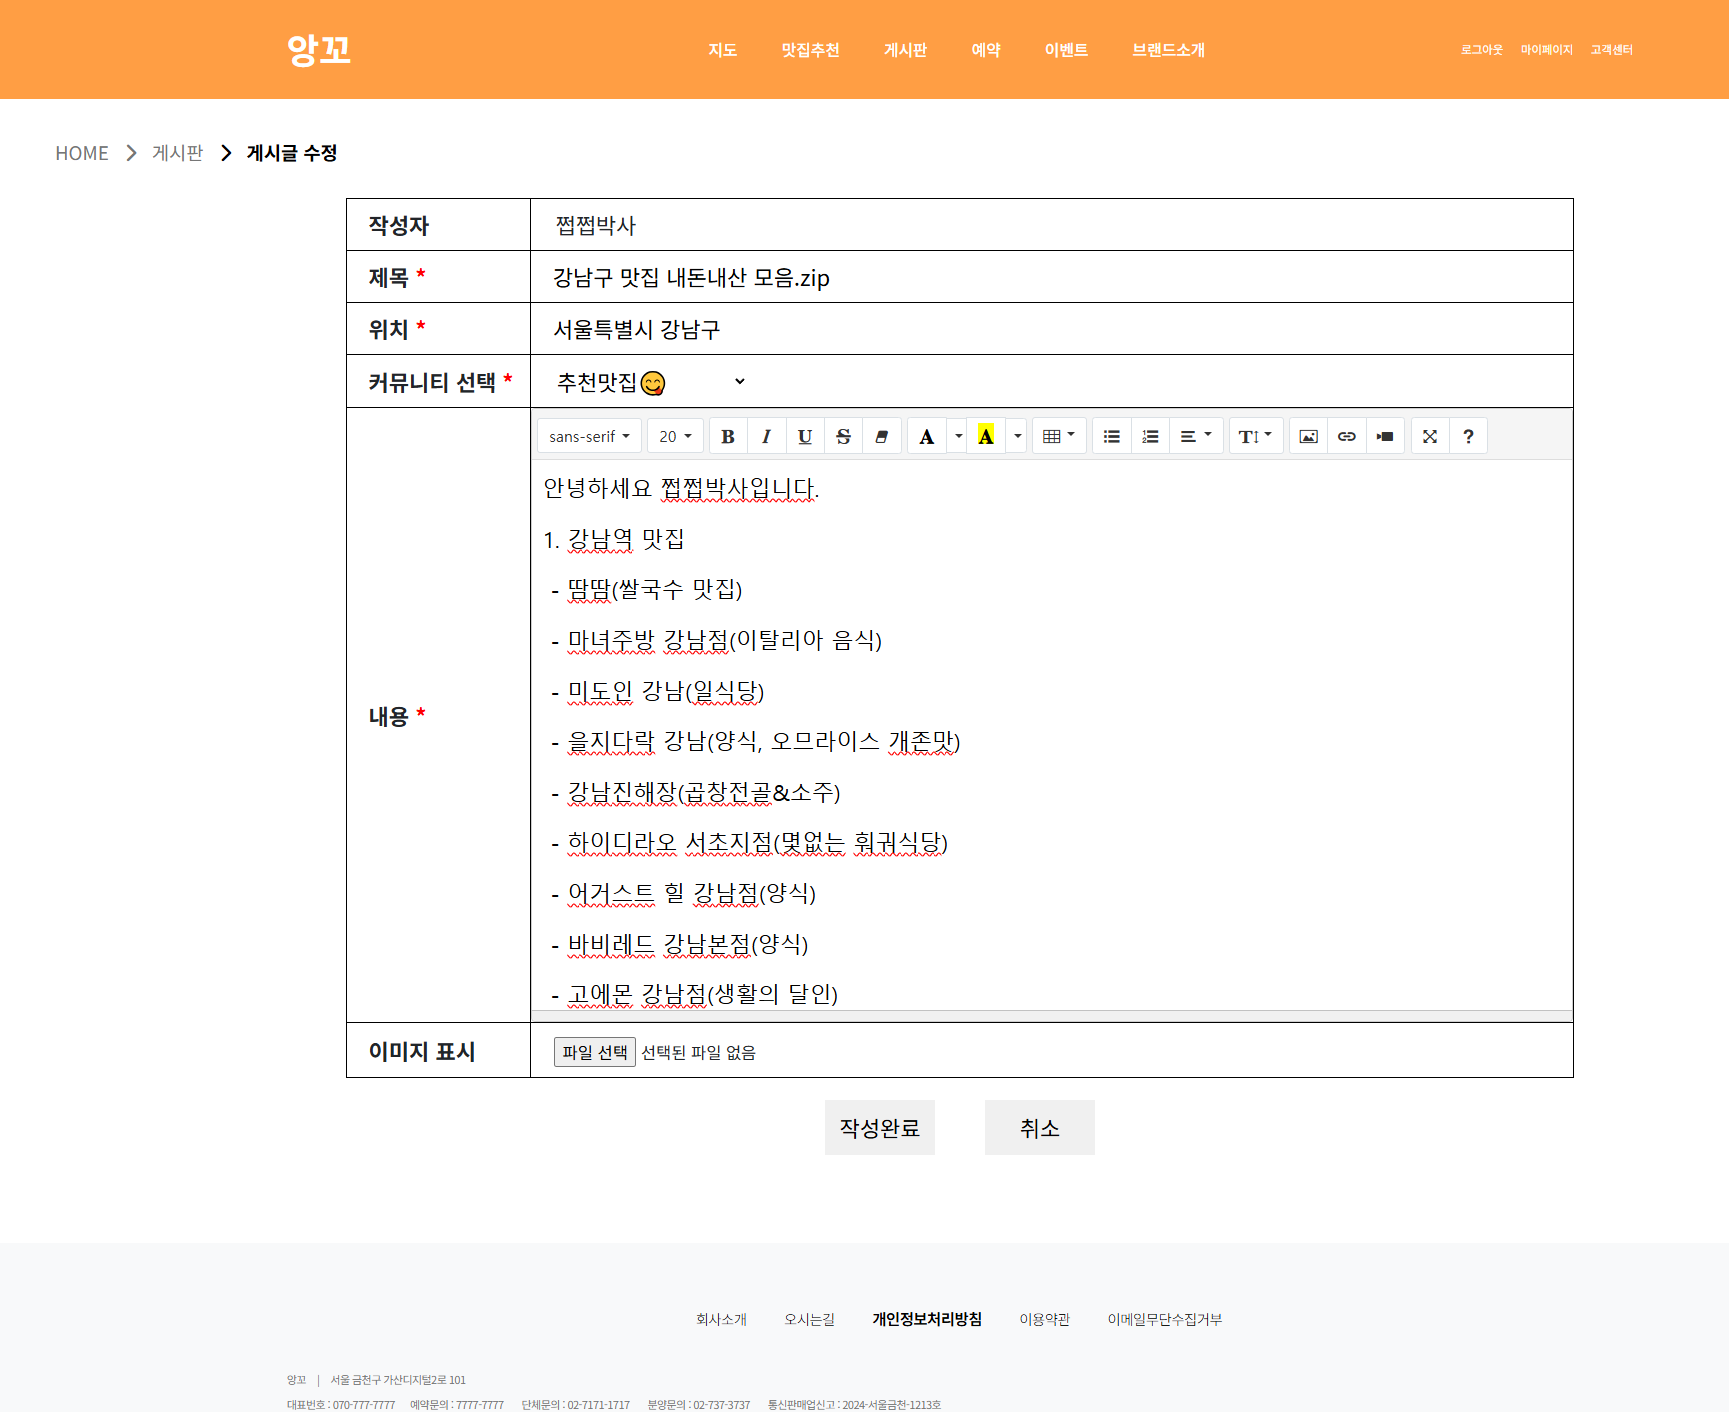 앙꼬
지도 맛집추천 게시판 예약 이벤트 브랜드소개
로그아웃 마이페이지 고객센터
HOME > 게시판 > 게시글 수정
작성자 쩝쩝박사
제목 * 강남구 맛집 내돈내산 모음.zip
위치 * 서울특별시 강남구
커뮤니티 선택 * 추천맛집😋
sans-serif 20 B I U S A A T ?
내용 *
안녕하세요 쩝쩝박사입니다.
1. 강남역 맛집
- 땀땀(쌀국수 맛집)
- 마녀주방 강남점(이탈리아 음식)
- 미도인 강남(일식당)
- 을지다락 강남(양식, 오므라이스 개존맛)
- 강남진해장(곱창전골&소주)
- 하이디라오 서초지점(몇없는 훠궈식당)
- 어거스트 힐 강남점(양식)
- 바비레드 강남본점(양식)
- 고에몬 강남점(생활의 달인)
이미지 표시 파일 선택 선택된 파일 없음
작성완료 취소
회사소개 오시는길 개인정보처리방침 이용약관 이메일무단수집거부
앙꼬 | 서울 금천구 가산디지털2로 101
대표번호 : 070-777-7777 예약문의 : 7777-7777 단체문의 : 02-7171-1717 분양문의 : 02-737-3737 통신판매업신고 : 2024-서울금천-1213호